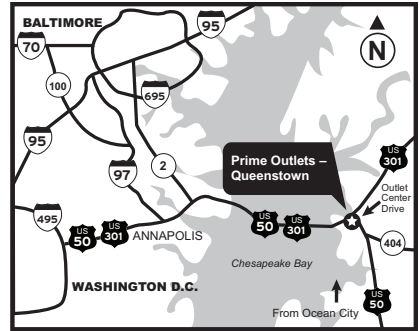 BALTIMORE
95
70
N
100
695
95
97
2
Prime Outlets –
Queenstown
US
301
Outlet
Center
Drive
495
US
50
US
301
ANNAPOLIS
US
50
US
301
404
Chesapeake Bay
WASHINGTON D.C.
US
50
From Ocean City